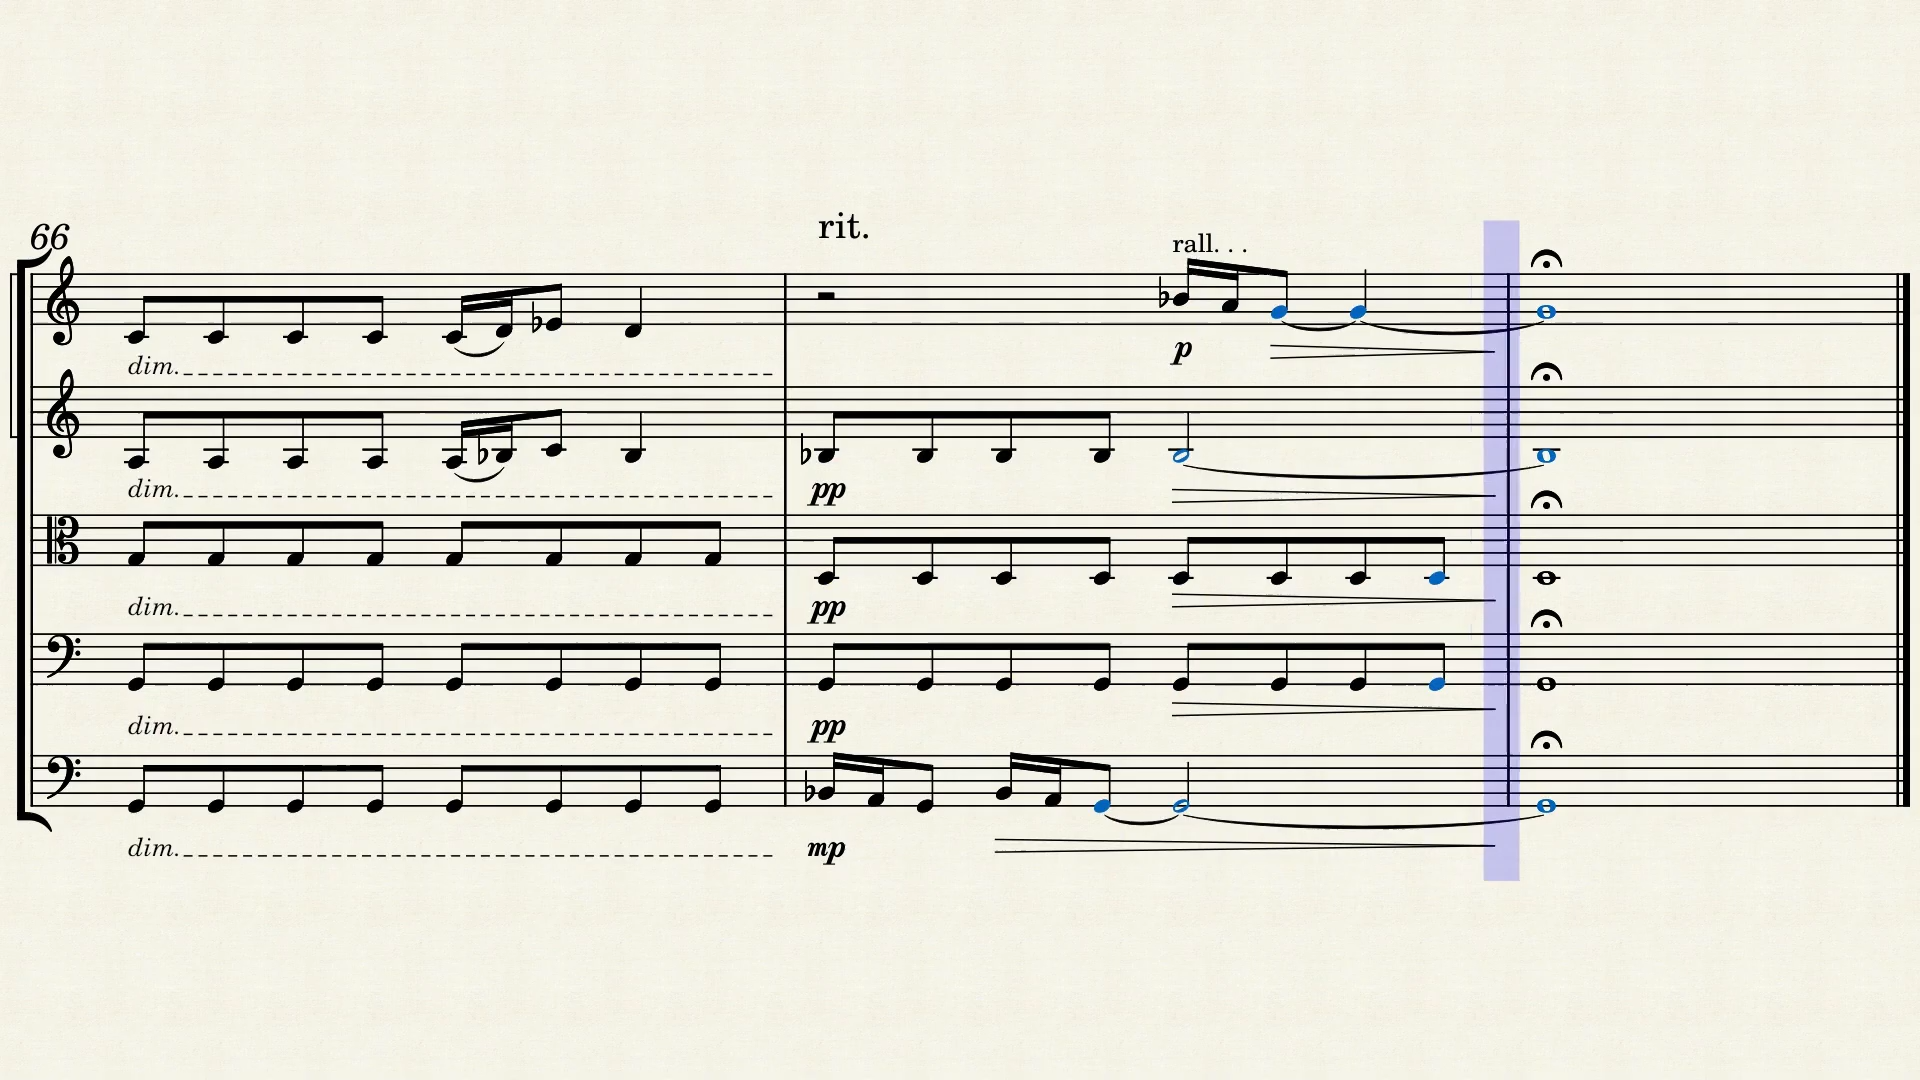 66
rit.
rall. . .
dim.
p
dim.
pp
dim.
pp
dim.
pp
dim.
mp